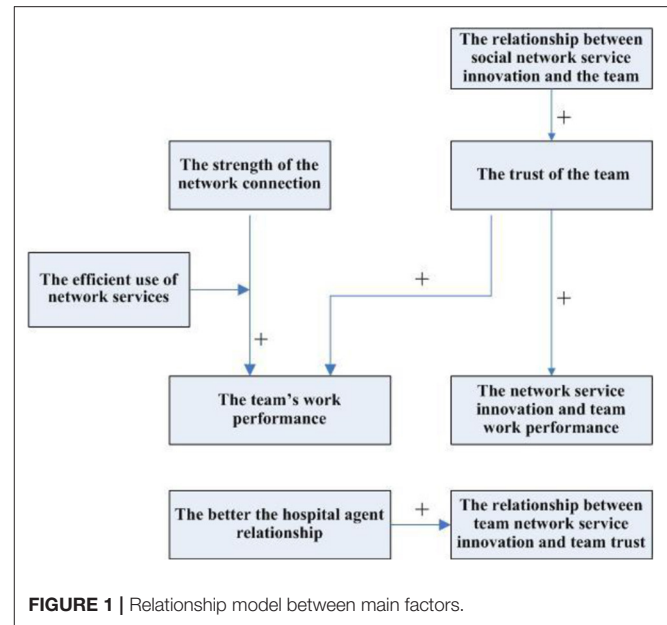 The relationship between
social network service
innovation and the team
+
The strength of the
network connection
The trust of the team
The efficient use of
network services
+
+
+
The team's work
performance
The network service
innovation and team
work performance
The better the hospital agent
relationship
+
The relationship between
team network service
innovation and team trust
FIGURE 1 | Relationship model between main factors.